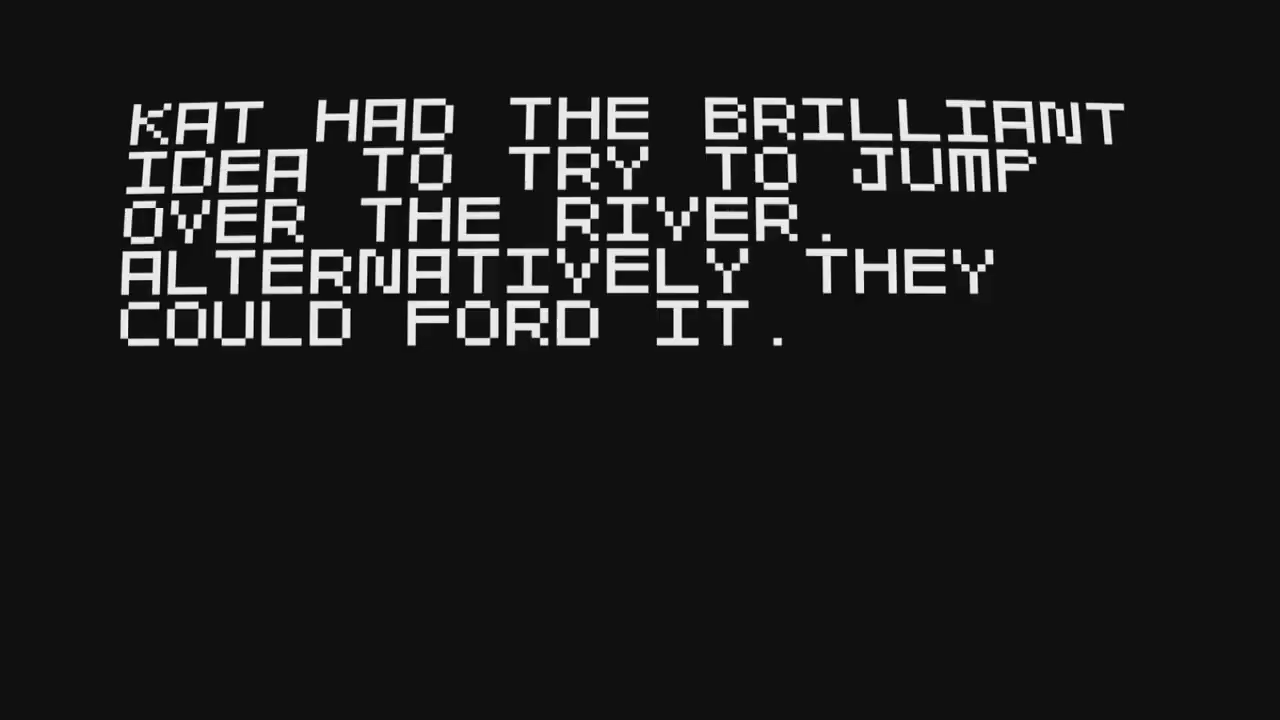 KAT HAD THE BRILLIANT
IDEA TO TRY TO JUMP
OVER THE RIVER.
ALTERNATIVELY THEY
COULD FORD IT.